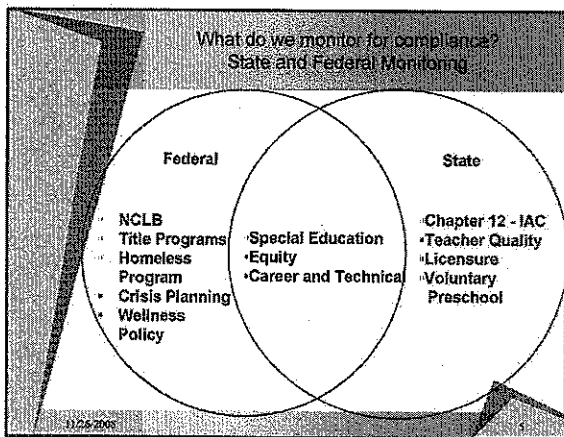 What do we monitor for compliance?
State and Federal Monitoring
Federal
• NCLB
• Title Programs
• Homeless
Program
• Crisis Planning
• Wellness
Policy
•Special Education
•Equity
•Career and Technical
State
•Chapter 12 - IAC
•Teacher Quality
•Licensure
•Voluntary
Preschool
5